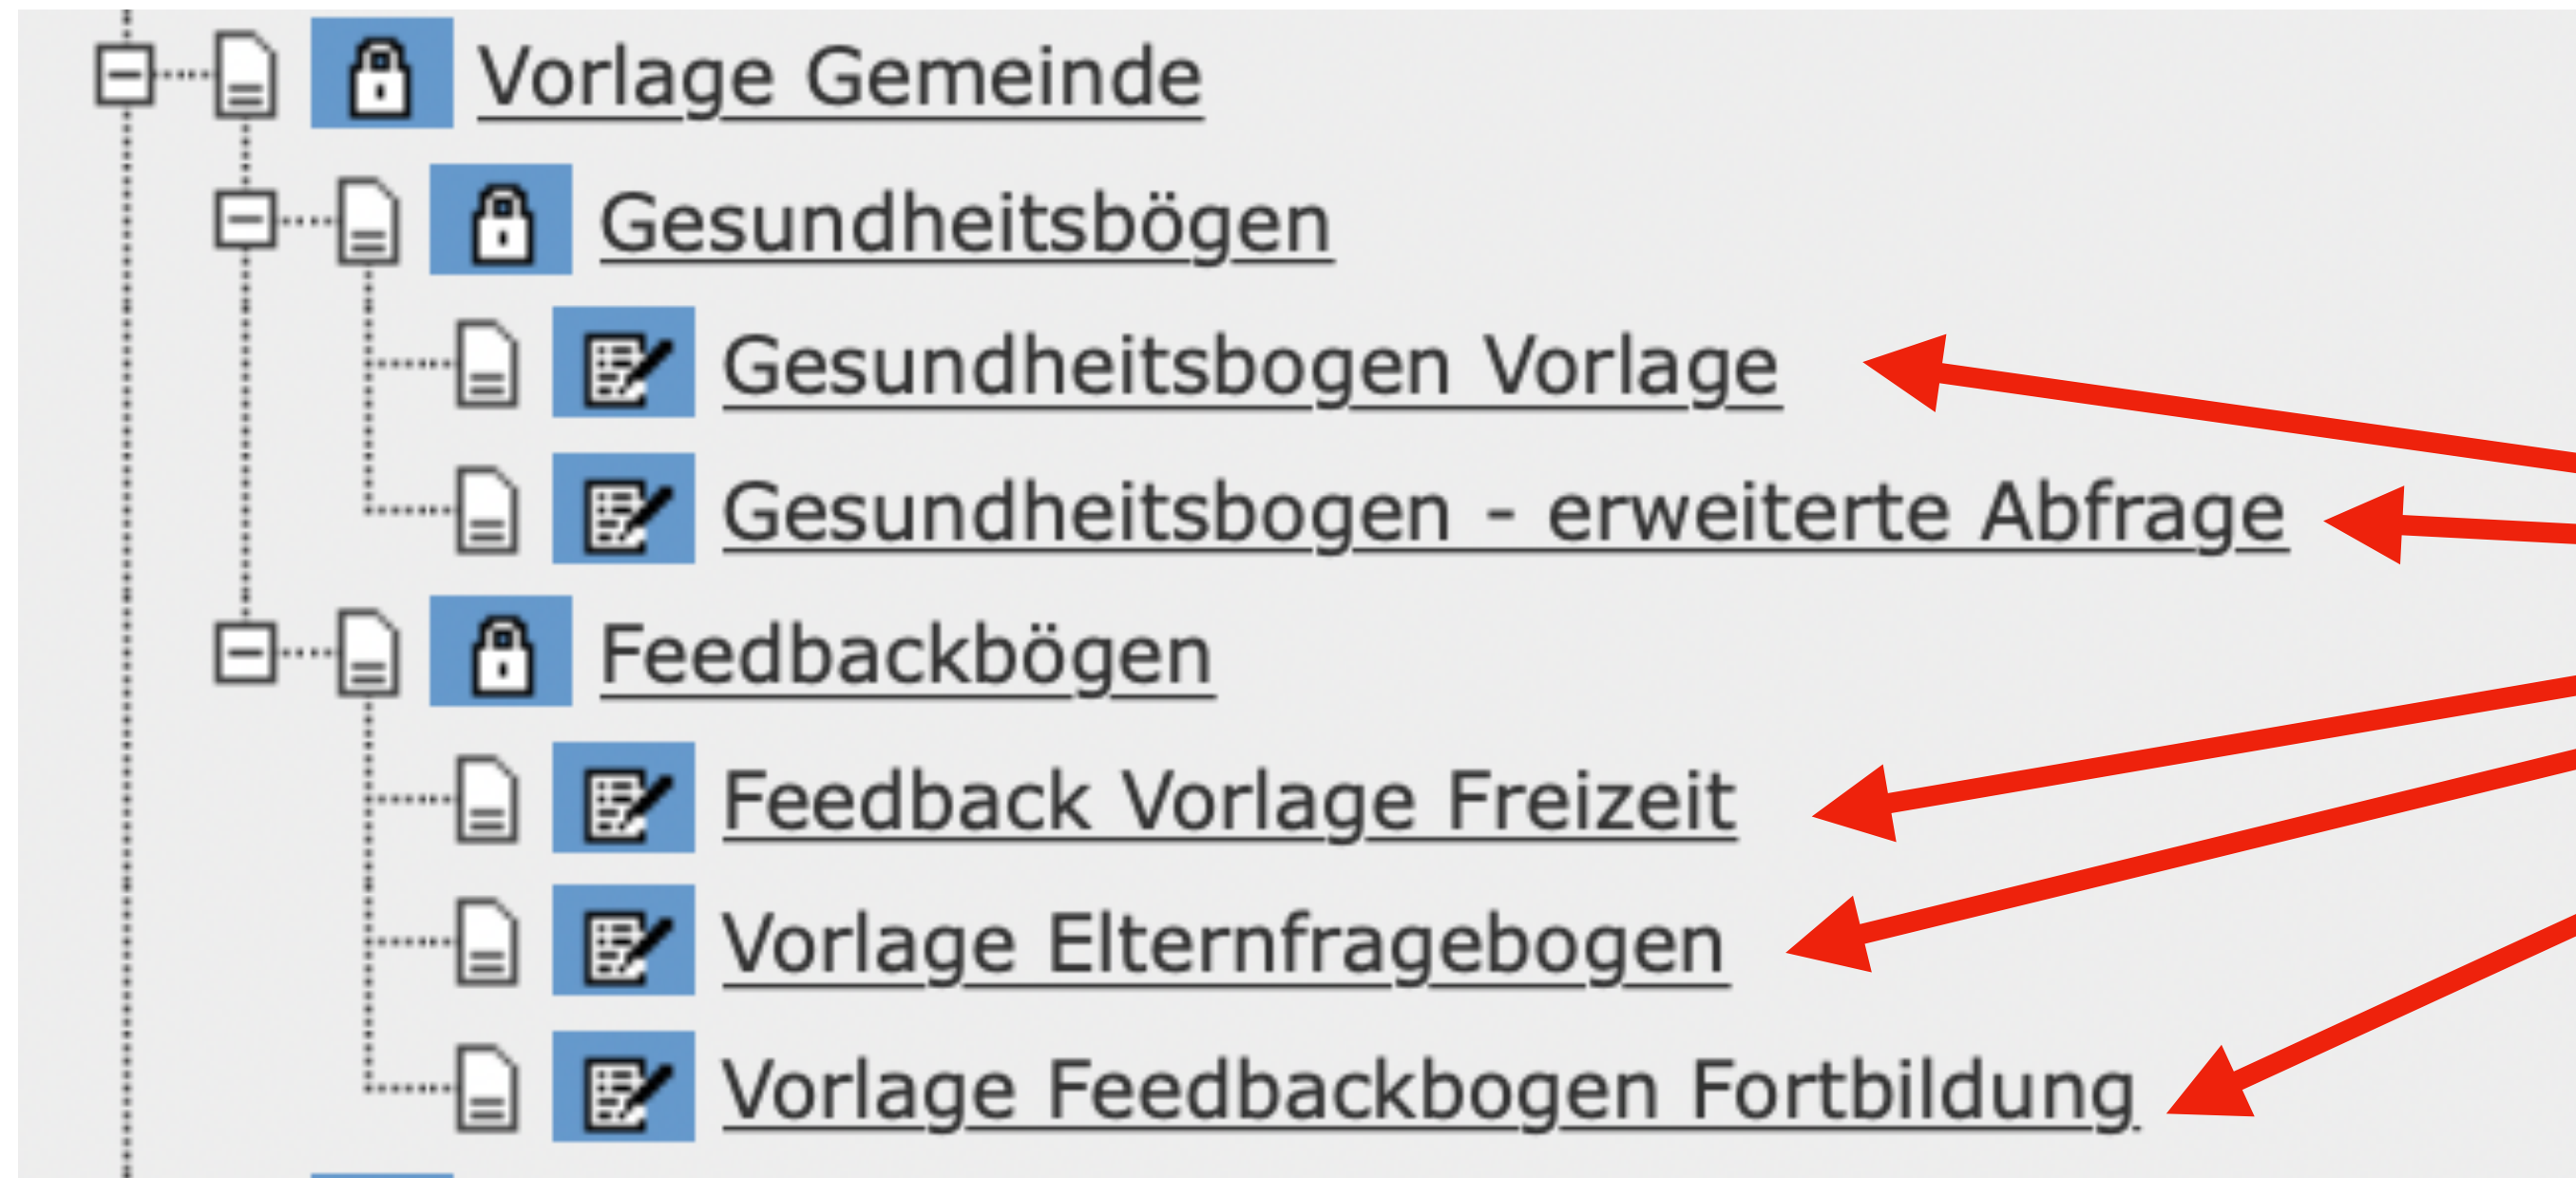 Vorlage Gemeinde
Gesundheitsbögen
Gesundheitsbogen Vorlage
Gesundheitsbogen - erweiterte Abfrage
Feedbackbögen
Feedback Vorlage Freizeit
Vorlage Elternfragebogen
Vorlage Feedbackbogen Fortbildung